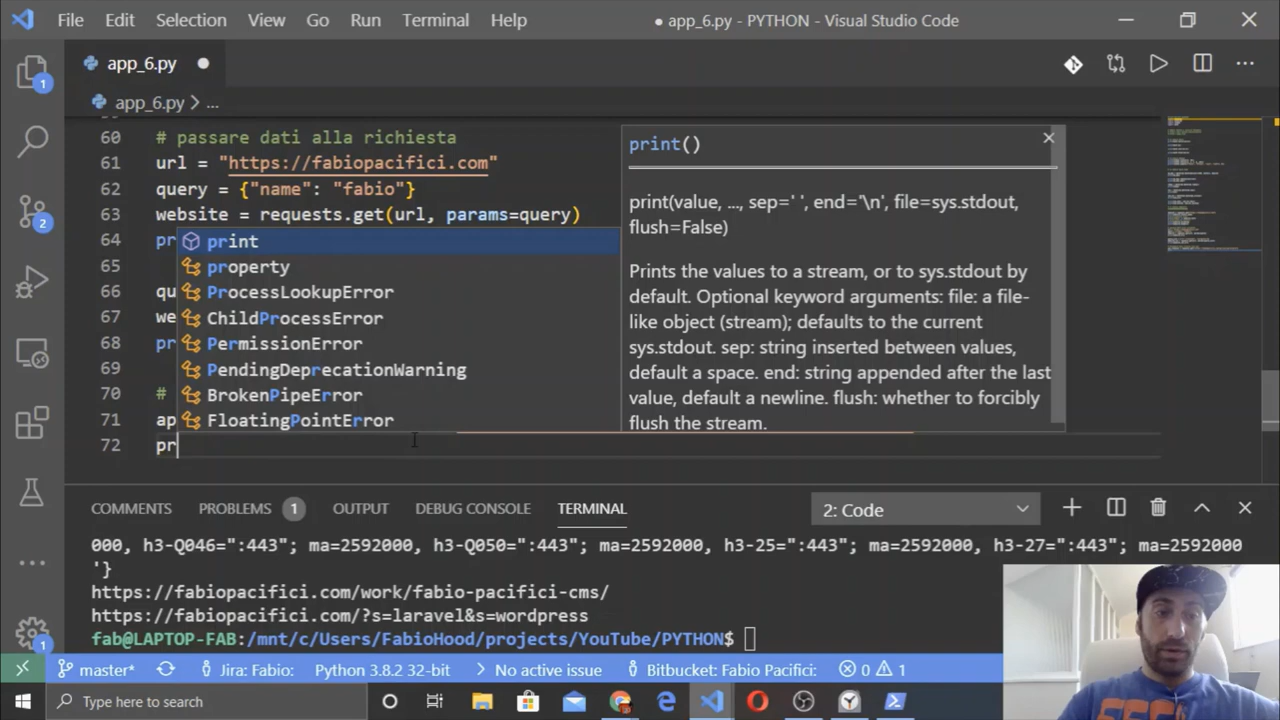 File Edit Selection View Go Run Terminal Help ● app_6.py - PYTHON - Visual Studio Code
app_6.py
app_6.py > ...
60 # passare dati alla richiesta
61 url = "https://fabiopacifici.com"
62 query = {"name": "fabio"}
63 website = requests.get(url, params=query)
64 pr
65
66 qu
67 we
68 pr
69
70 #
71 ap
72 pr
print
property
ProcessLookupError
ChildProcessError
PermissionError
PendingDeprecationWarning
BrokenPipeError
FloatingPointError
print()
print(value, ..., sep=' ', end='\n', file=sys.stdout,
flush=False)
Prints the values to a stream, or to sys.stdout by
default. Optional keyword arguments: file: a file-
like object (stream); defaults to the current
sys.stdout. sep: string inserted between values,
default a space. end: string appended after the last
value, default a newline. flush: whether to forcibly
flush the stream.
1
2
1
COMMENTS PROBLEMS 1 OUTPUT DEBUG CONSOLE TERMINAL 2: Code
000, h3-Q046=":443"; ma=2592000, h3-Q050=":443"; ma=2592000, h3-25=":443"; ma=2592000, h3-27=":443"; ma=2592000
'}
https://fabiopacifici.com/work/fabio-pacifici-cms/
https://fabiopacifici.com/?s=laravel&s=wordpress
fab@LAPTOP-FAB:/mnt/c/Users/FabioHood/projects/YouTube/PYTHON$
master* Jira: Fabio: Python 3.8.2 32-bit No active issue Bitbucket: Fabio Pacifici: 0 1
Type here to search